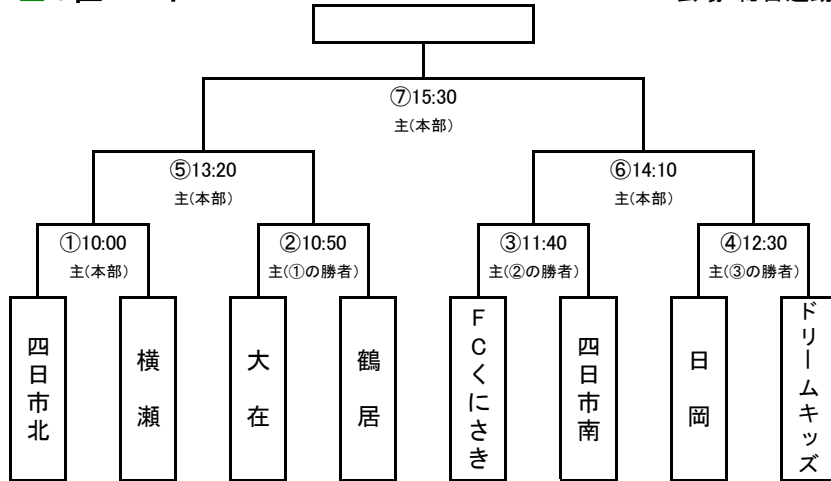 ⑦15:30
主(本部)
⑤13:20
主(本部)
⑥14:10
主(本部)
①10:00
主(本部)
②10:50
主(①の勝者)
③11:40
主(②の勝者)
④12:30
主(③の勝者)
四日市北
横瀬
大在
鶴居
FCくにさき
四日市南
日岡
ドリームキッズ